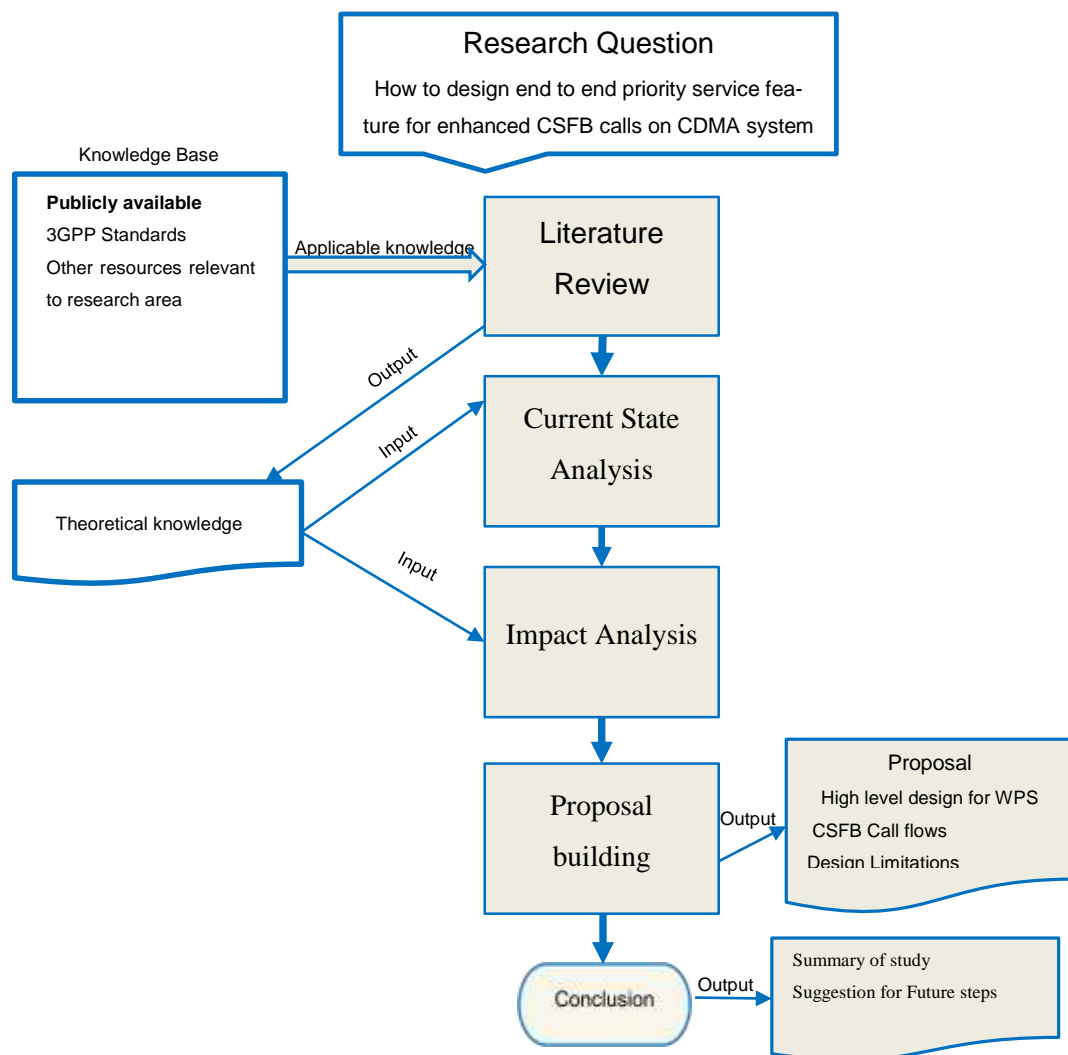 Research Question
How to design end to end priority service fea-
ture for enhanced CSFB calls on CDMA system
Knowledge Base
Publicly available
3GPP Standards
Other resources relevant
to research area
Applicable knowledge
Literature
Review
Output
Input
Current State
Analysis
Theoretical knowledge
Input
Impact Analysis
Proposal
building
Output
Proposal
High level design for WPS
CSFB Call flows
Design Limitations
Conclusion
Output
Summary of study
Suggestion for Future steps